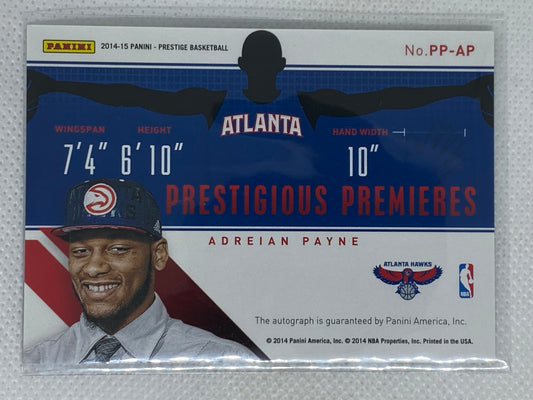 PANINI
2014-15 PANINI - PRESTIGE BASKETBALL
No. PP-AP
WINGSPAN HEIGHT
ATLANTA
HAND WIDTH
7'4" 6'10"
10"
PRESTIGIOUS PREMIERES
ADREIAN PAYNE
ATLANTA HAWKS
NBA
The autograph is guaranteed by Panini America, Inc.
© 2014 Panini America, Inc. © 2014 NBA Properties, Inc. Printed in the USA.